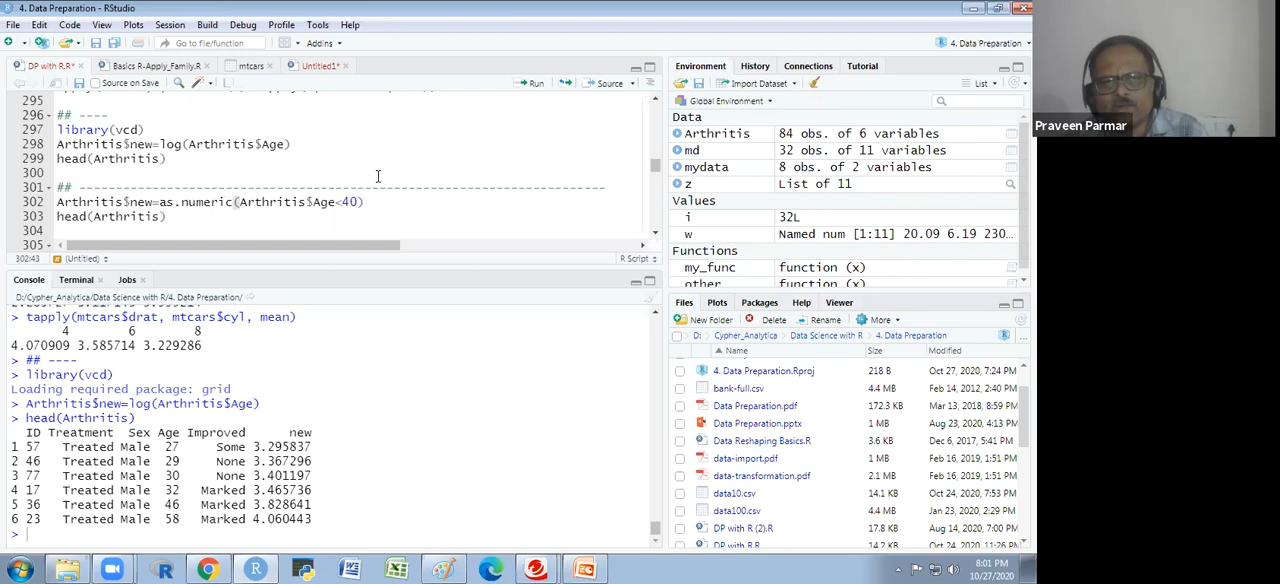 4. Data Preparation - RStudio
File Edit Code View Plots Session Build Debug Profile Tools Help
Go to file/function Addins 4. Data Preparation
DP with R.R* Basics R-Apply_Family.R mtcars Untitled1*
Source on Save Run Source
295
296 ## ----
297 library(vcd)
298 Arthritis$new=log(Arthritis$Age)
299 head(Arthritis)
300
301 ## --------------------------------------------------------------------------
302 Arthritis$new=as.numeric(Arthritis$Age<40)
303 head(Arthritis)
304
305
302:43 (Untitled) R Script
Console Terminal Jobs
D:/Cypher_Analytica/Data Science with R/4. Data Preparation/
> tapply(mtcars$drat, mtcars$cyl, mean)
4 6 8
4.070909 3.585714 3.229286
> ## ----
> library(vcd)
Loading required package: grid
> Arthritis$new=log(Arthritis$Age)
> head(Arthritis)
ID Treatment Sex Age Improved new
1 57 Treated Male 27 Some 3.295837
2 46 Treated Male 29 None 3.367296
3 77 Treated Male 30 None 3.401197
4 17 Treated Male 32 Marked 3.465736
5 36 Treated Male 46 Marked 3.828641
6 23 Treated Male 58 Marked 4.060443
>
Environment History Connections Tutorial
Import Dataset List
Global Environment
Data
Arthritis 84 obs. of 6 variables
md 32 obs. of 11 variables
mydata 8 obs. of 2 variables
z List of 11
Values
i 32L
w Named num [1:11] 20.09 6.19 230...
Functions
my_func function (x)
other function (x)
Files Plots Packages Help Viewer
New Folder Delete Rename More
D: Cypher_Analytica Data Science with R 4. Data Preparation
Name Size Modified
4. Data Preparation.Rproj 218 B Oct 27, 2020, 7:24 PM
bank-full.csv 4.4 MB Feb 14, 2012, 2:40 PM
Data Preparation.pdf 172.3 KB Mar 13, 2018, 8:59 PM
Data Preparation.pptx 1 MB Aug 23, 2020, 4:13 PM
Data Reshaping Basics.R 3.6 KB Dec 6, 2017, 5:41 PM
data-import.pdf 1 MB Feb 16, 2019, 1:51 PM
data-transformation.pdf 2.1 MB Feb 16, 2019, 1:51 PM
data10.csv 14.1 KB Oct 24, 2020, 7:53 PM
data100.csv 4.4 MB Jan 23, 2020, 2:29 PM
DP with R (2).R 17.8 KB Aug 14, 2020, 7:00 PM
DP with R.R 14.2 KB Oct 24, 2020, 11:26 PM
Praveen Parmar
8:01 PM
10/27/2020